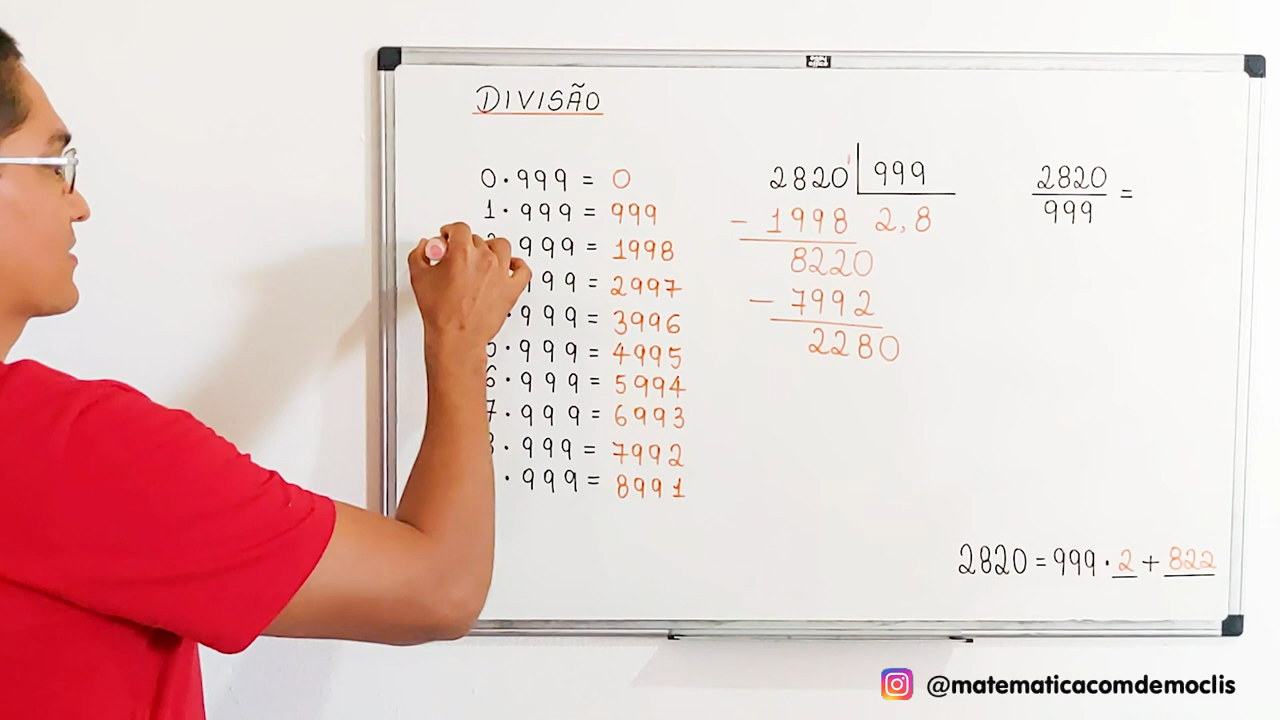 DIVISÃO
0 · 999 = 0
1 · 999 = 999
999 = 1998
99 = 2997
· 999 = 3996
· 999 = 4995
6 · 999 = 5994
7 · 999 = 6993
· 999 = 7992
· 999 = 8991
2820 999
- 1998 2,8
8220
- 7992
2280
2820
999 =
2820 = 999 · 2 + 822
@matematicacomdemoclis